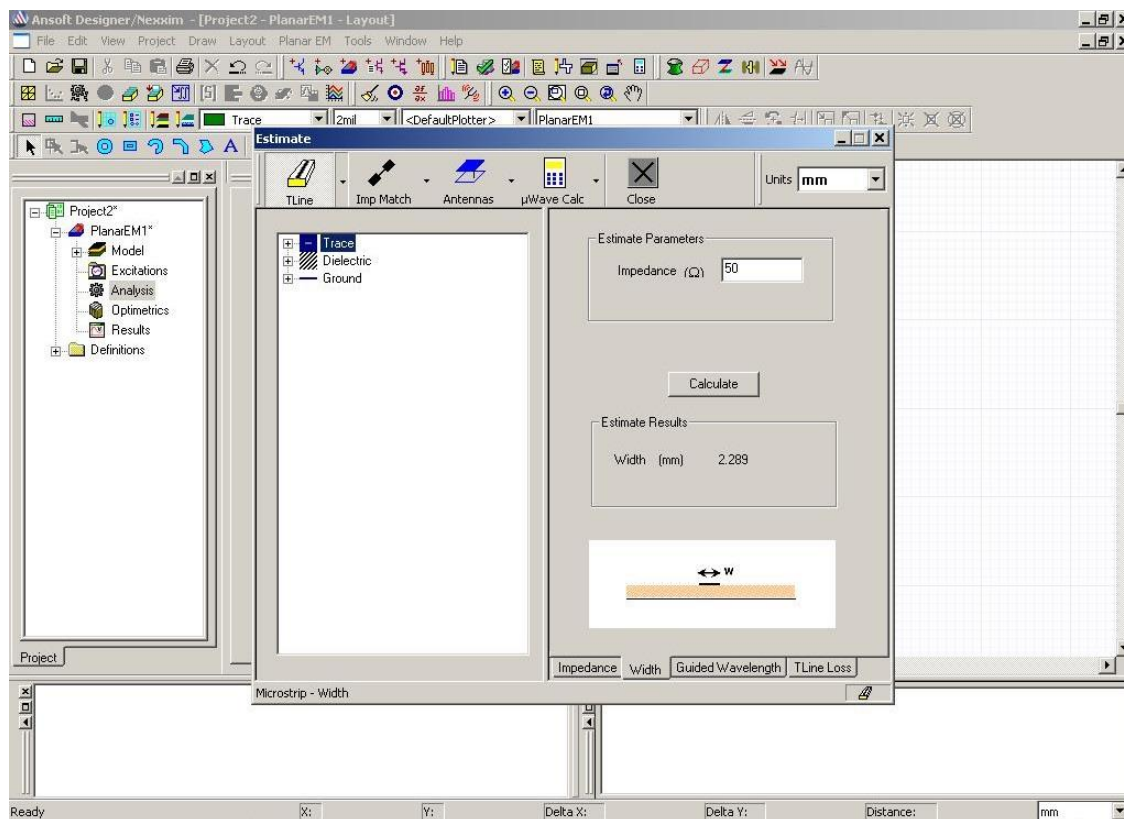 Ansoft Designer/Nexxim - [Project2 - PlanarEM1 - Layout]
File Edit View Project Draw Layout Planar EM Tools Window Help
Trace 2mil <DefaultPlotter> PlanarEM1
A
Estimate
TLine Imp Match Antennas µWave Calc Close Units mm
Project2*
PlanarEM1*
Model
Excitations
Analysis
Optimetrics
Results
Definitions
Project
Trace
Dielectric
Ground
Estimate Parameters
Impedance (Ω) 50
Calculate
Estimate Results
Width (mm) 2.289
W
Impedance Width Guided Wavelength TLine Loss
Microstrip - Width
Ready X: Y: Delta X: Delta Y: Distance: mm